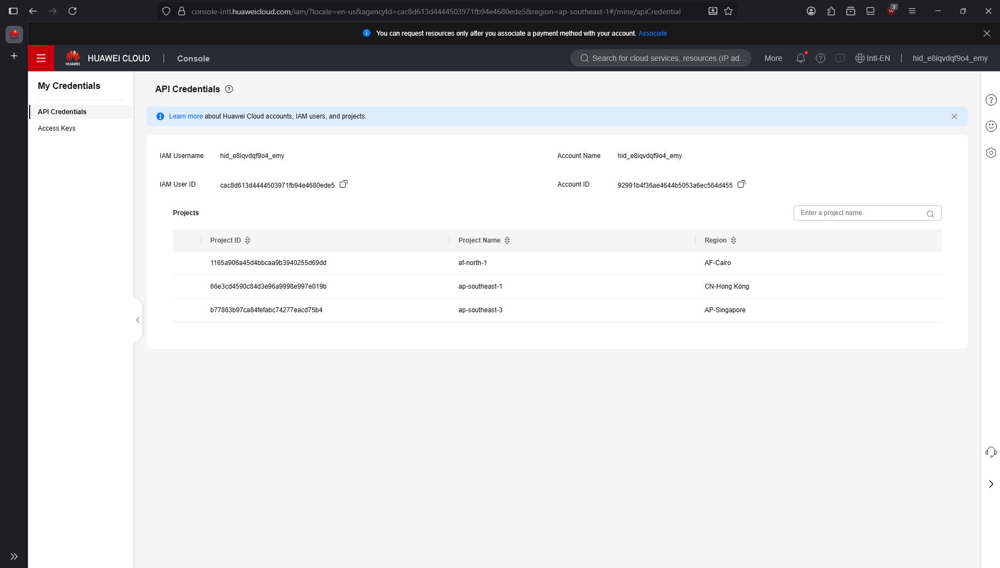 console-intl.huaweicloud.com/iam/?locale=en-us&agencyId=cac8d613d4444503971fb94e4680ede5&region=ap-southeast-1#/mine/apiCredential
3
You can request resources only after you associate a payment method with your account. Associate
HUAWEI
HUAWEI CLOUD
Console
Search for cloud services, resources (IP ad...
More
Intl-EN
hid_e8iqvdqf9o4_emy
My Credentials
API Credentials
Access Keys
API Credentials
Learn more about Huawei Cloud accounts, IAM users, and projects.
IAM Username hid_e8iqvdqf9o4_emy
Account Name hid_e8iqvdqf9o4_emy
IAM User ID cac8d613d4444503971fb94e4680ede5
Account ID 92991b4f36ae4644b5053a6ec564d455
Projects
Enter a project name.
Project ID Project Name Region
1165a906a45d4bbcaa9b3940255d69dd af-north-1 AF-Cairo
66e3cd4590c84d3e96a9998e997e019b ap-southeast-1 CN-Hong Kong
b77863b97ca84fefabc74277eacd75b4 ap-southeast-3 AP-Singapore